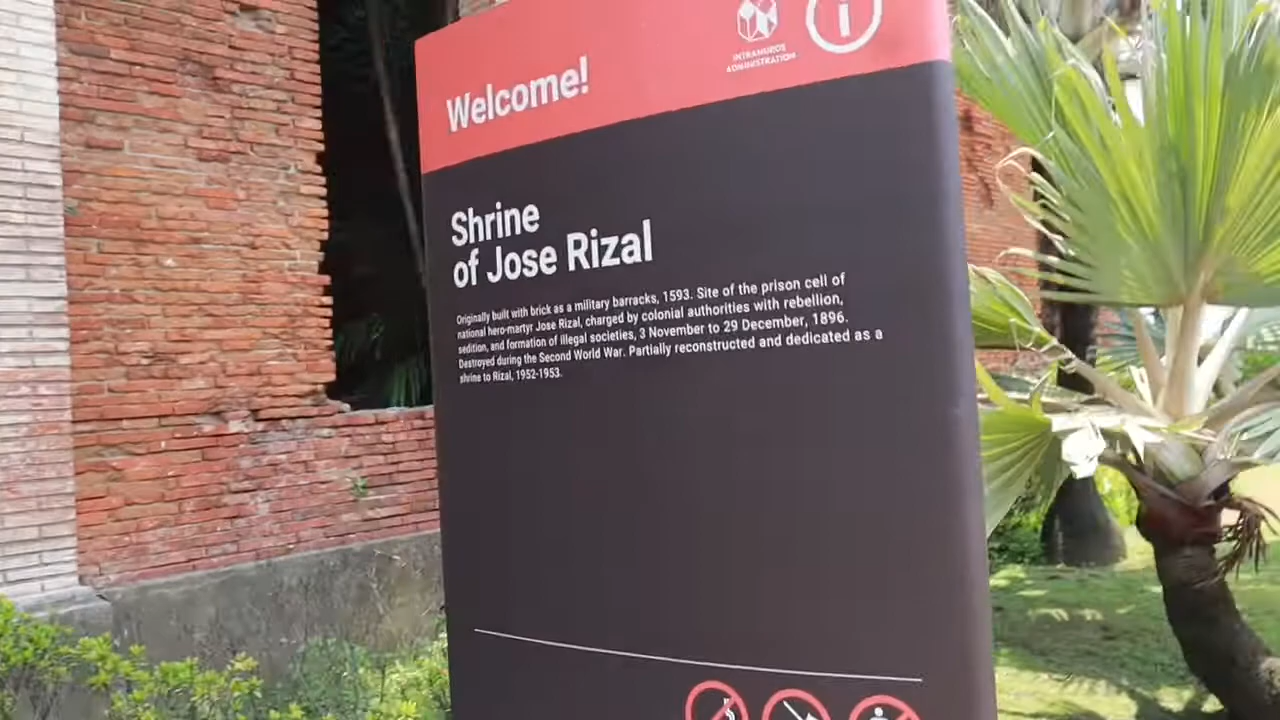 INTRAMUROS
ADMINISTRATION
i
Welcome!
Shrine
of Jose Rizal
Originally built with brick as a military barracks, 1593. Site of the prison cell of
national hero-martyr Jose Rizal, charged by colonial authorities with rebellion,
sedition, and formation of illegal societies, 3 November to 29 December, 1896.
Destroyed during the Second World War. Partially reconstructed and dedicated as a
shrine to Rizal, 1952-1953.